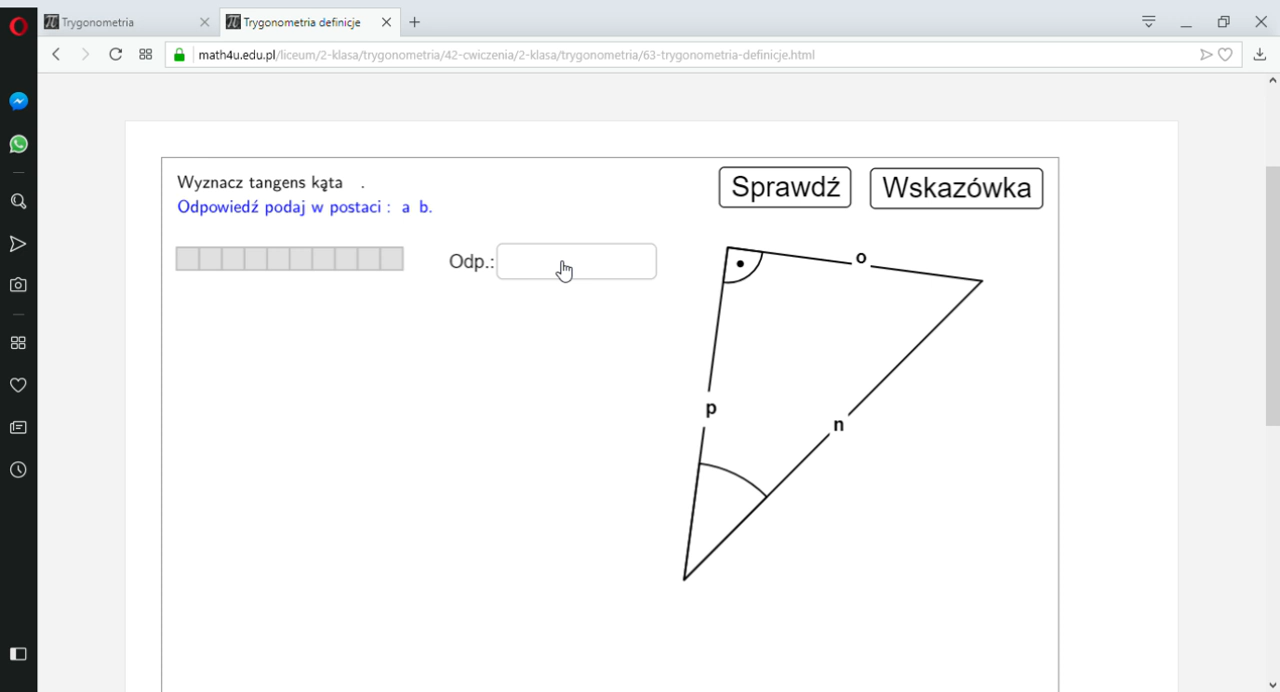 Trygonometria
Trygonometria definicje
math4u.edu.pl/liceum/2-klasa/trygonometria/42-cwiczenia/2-klasa/trygonometria/63-trygonometria-definicje.html
Wyznacz tangens kąta .
Odpowiedź podaj w postaci : a b.
Sprawdź
Wskazówka
Odp.:
o
p
n